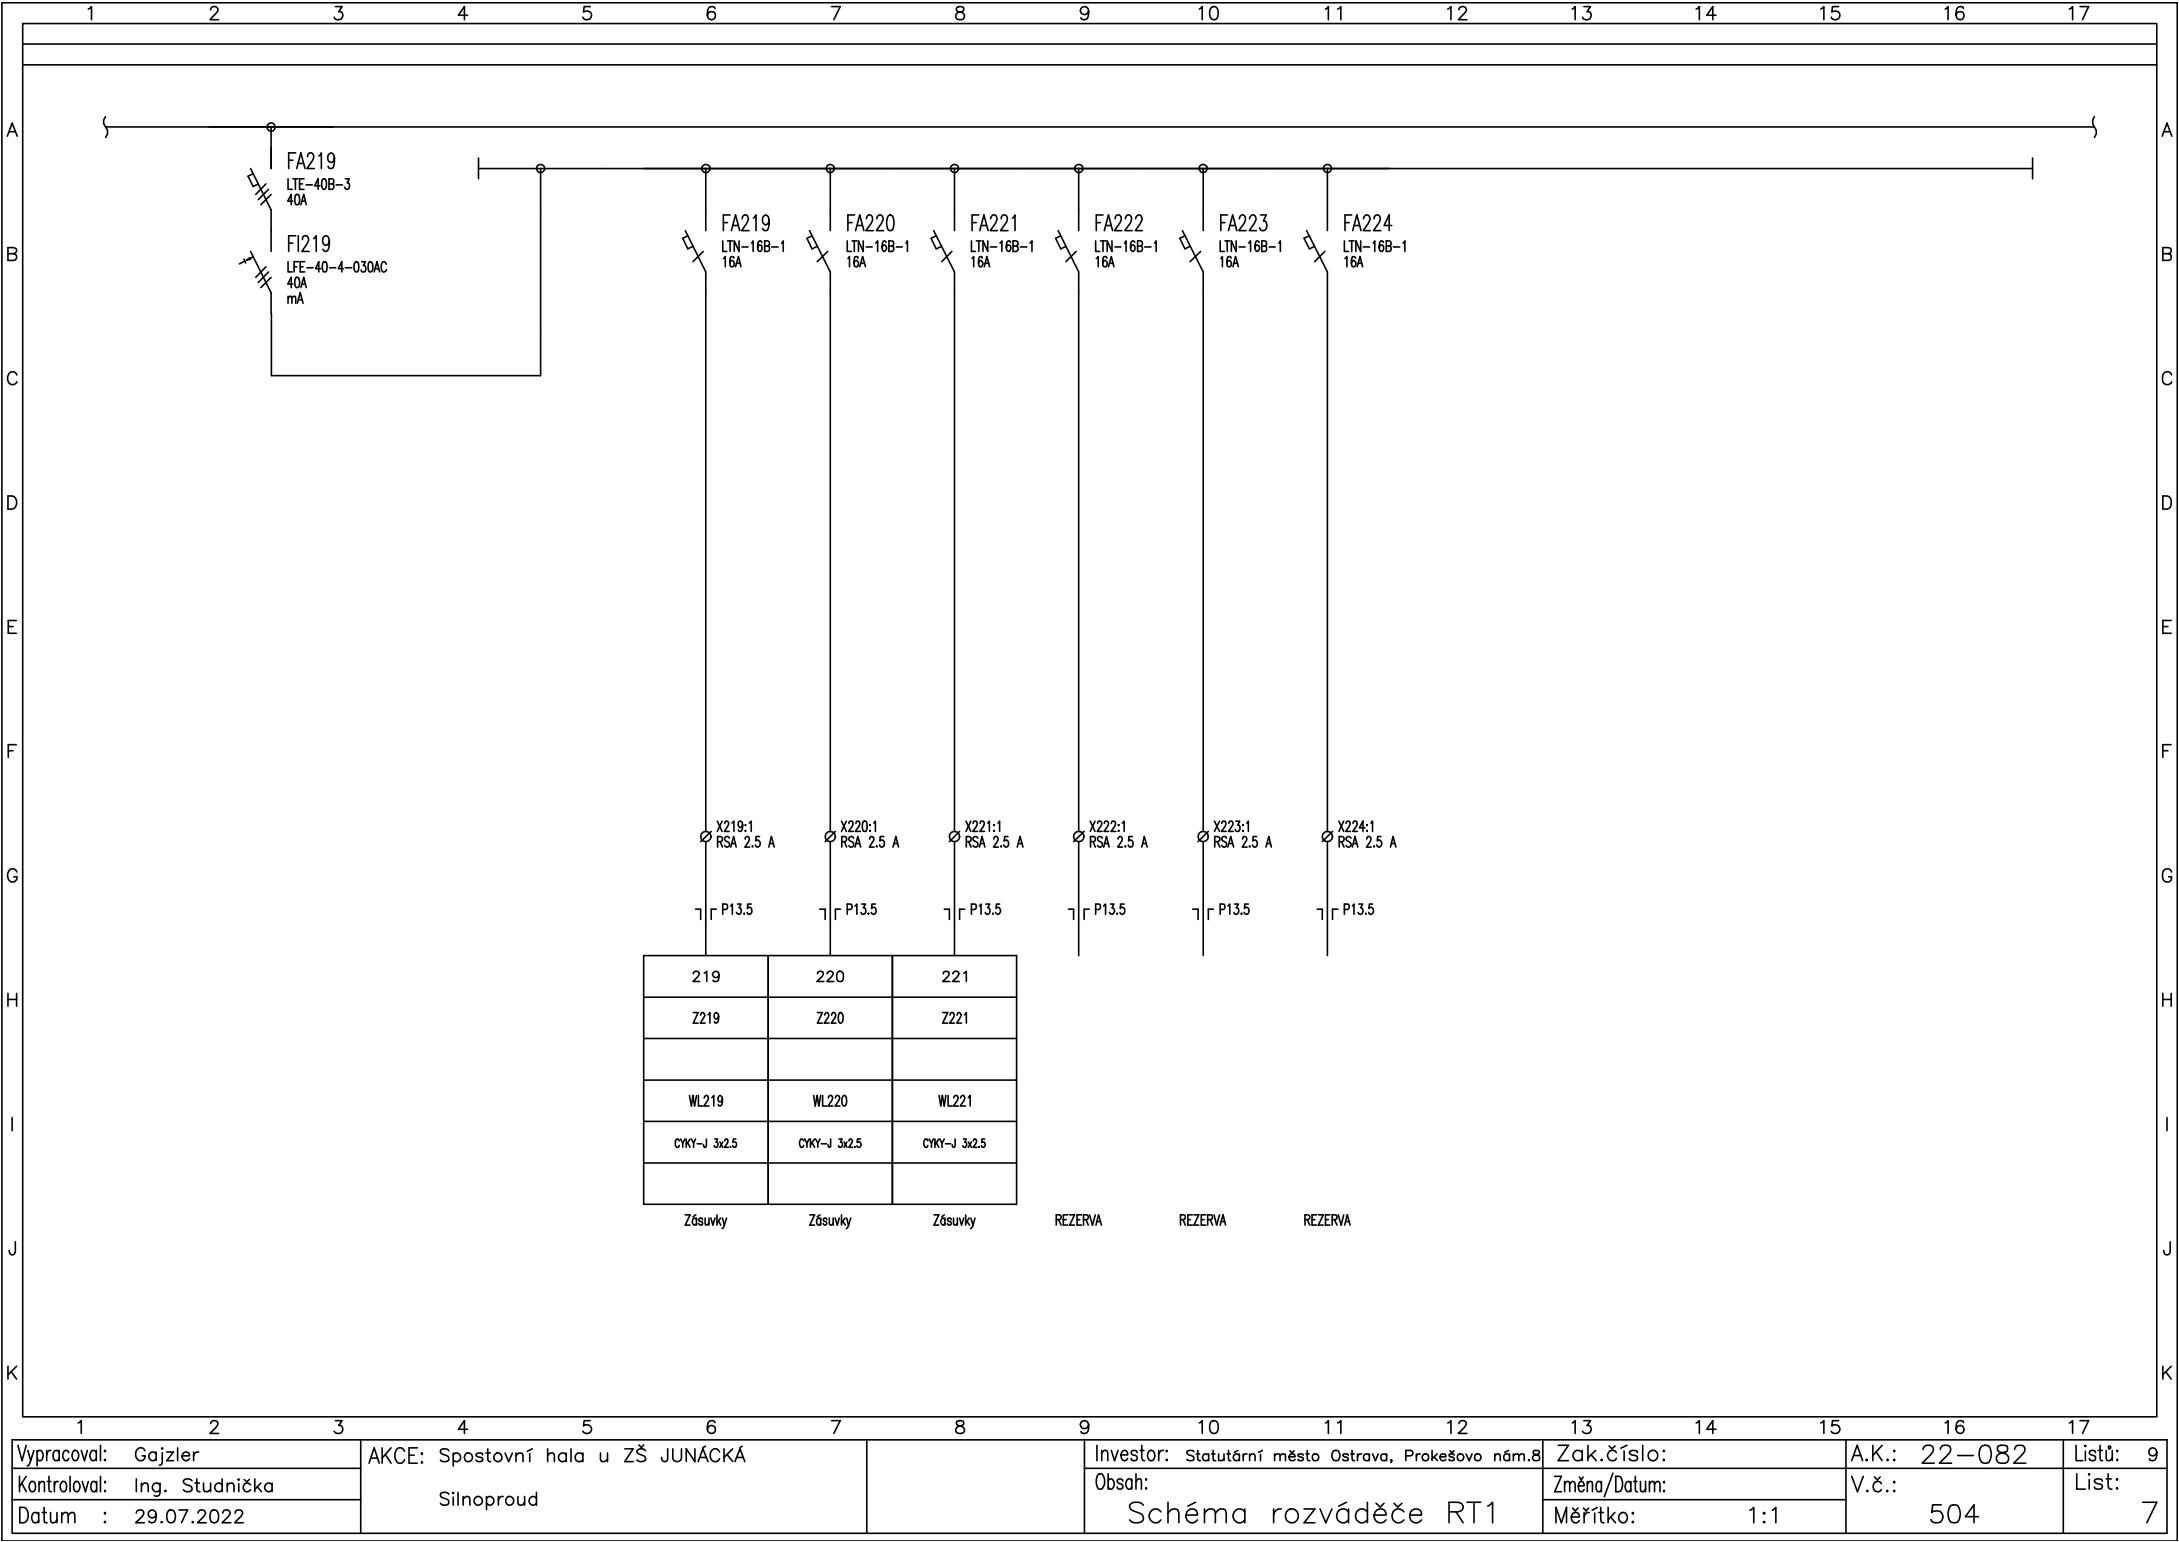 1 2 3 4 5 6 7 8 9 10 11 12 13 14 15 16 17
A A
FA219
LTE-40B-3
40A
FA219 FA220 FA221 FA222 FA223 FA224
LTN-16B-1 LTN-16B-1 LTN-16B-1 LTN-16B-1 LTN-16B-1 LTN-16B-1
16A 16A 16A 16A 16A 16A
B B
FI219
LFE-40-4-030AC
40A
mA
C C
D D
E E
F F
X219:1 X220:1 X221:1 X222:1 X223:1 X224:1
RSA 2.5 A RSA 2.5 A RSA 2.5 A RSA 2.5 A RSA 2.5 A RSA 2.5 A
G G
P13.5 P13.5 P13.5 P13.5 P13.5 P13.5
219 220 221
H H
Z219 Z220 Z221
WL219 WL220 WL221
I I
CYKY-J 3x2.5 CYKY-J 3x2.5 CYKY-J 3x2.5
Zásuvky Zásuvky Zásuvky REZERVA REZERVA REZERVA
J J
K K
1 2 3 4 5 6 7 8 9 10 11 12 13 14 15 16 17
Vypracoval: Gajzler
Kontroloval: Ing. Studnička
Datum : 29.07.2022
AKCE: Spostovní hala u ZŠ JUNÁCKÁ
Silnoproud
Investor: Statutární město Ostrava, Prokešovo nám.8
Obsah:
Schéma rozváděče RT1
Zak.číslo:
Změna/Datum:
Měřítko: 1:1
A.K.: 22-082
V.č.:
504
Listů: 9
List:
7